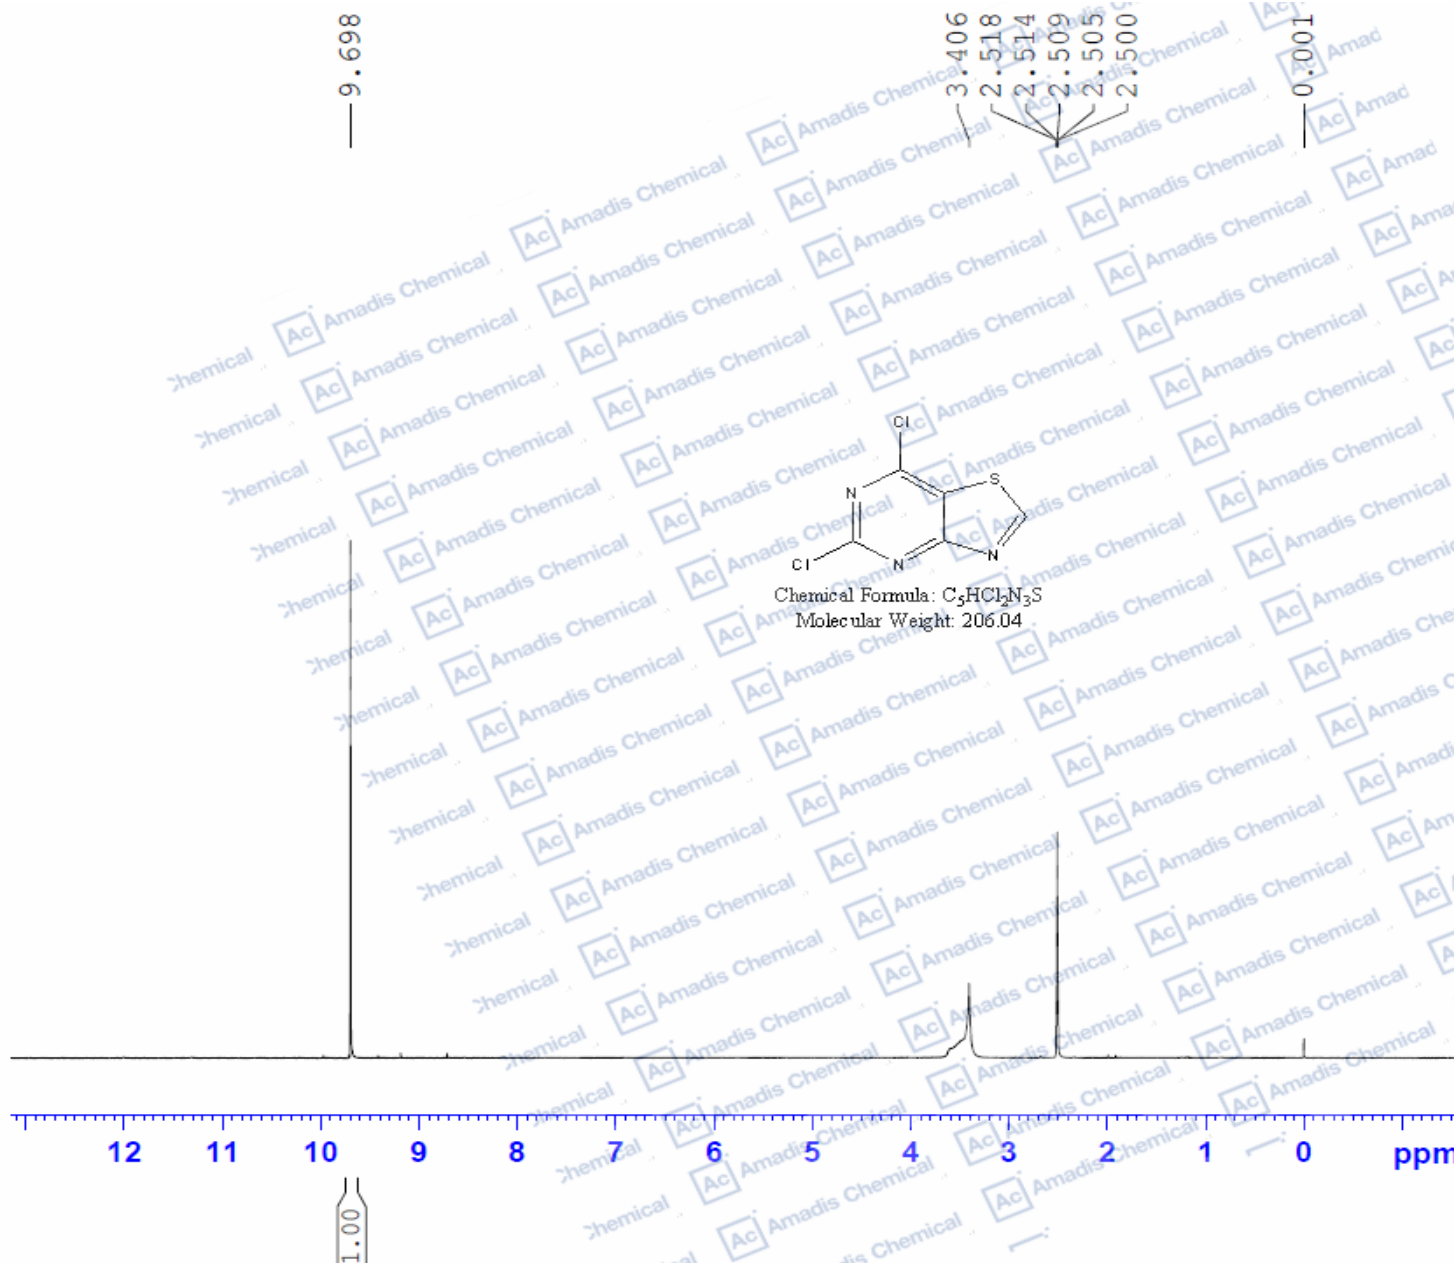 9.698
3.406
2.518
2.514
2.509
2.505
2.500
0.001
Ac Amadis Chemical
Cl
N
S
Cl
N
N
Chemical Formula: C₅HCl₂N₃S
Molecular Weight: 206.04
12 11 10 9 8 7 6 5 4 3 2 1 0 ppm
1.00